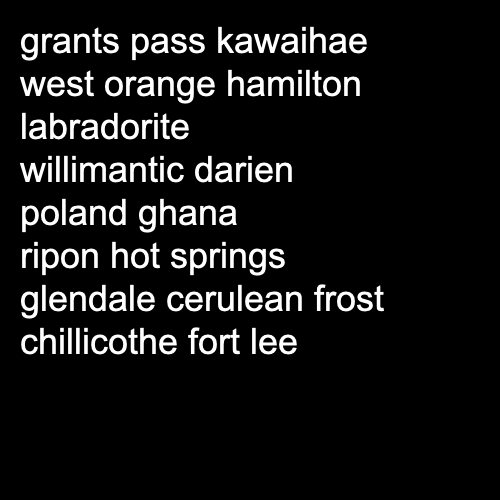 grants pass kawaihae
west orange hamilton
labradorite
willimantic darien
poland ghana
ripon hot springs
glendale cerulean frost
chillicothe fort lee